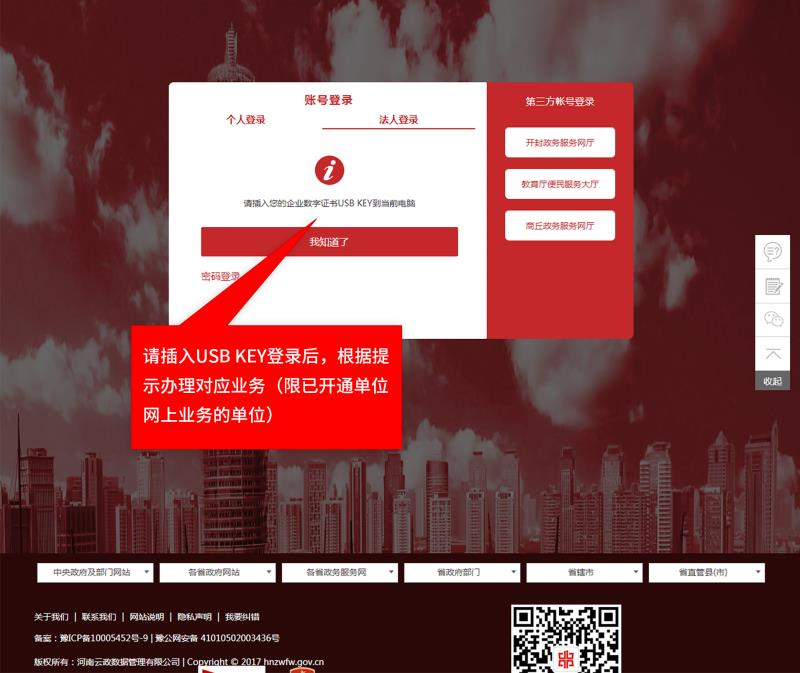 账号登录
个人登录
法人登录
请插入您的企业数字证书USB KEY到当前电脑
我知道了
密码登录
第三方帐号登录
开封政务服务网厅
教育厅便民服务大厅
商丘政务服务网厅
请插入USB KEY登录后，根据提
示办理对应业务（限已开通单位
网上业务的单位）
收起
中央政府及部门网站
各省政府网站
各省政务服务网
省政府部门
省辖市
省直管县(市)
关于我们 | 联系我们 | 网站说明 | 隐私声明 | 我要纠错
备案：豫ICP备10005452号-9 | 豫公网安备 41010502003436号
版权所有：河南云政数据管理有限公司 | Copyright © 2017 hnzwfw.gov.cn